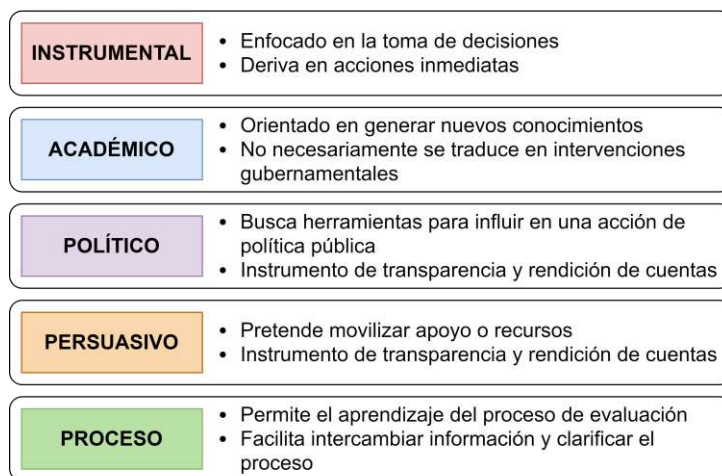 INSTRUMENTAL
• Enfocado en la toma de decisiones
• Deriva en acciones inmediatas
ACADÉMICO
• Orientado en generar nuevos conocimientos
• No necesariamente se traduce en intervenciones
gubernamentales
POLÍTICO
• Busca herramientas para influir en una acción de
política pública
• Instrumento de transparencia y rendición de cuentas
PERSUASIVO
• Pretende movilizar apoyo o recursos
• Instrumento de transparencia y rendición de cuentas
PROCESO
• Permite el aprendizaje del proceso de evaluación
• Facilita intercambiar información y clarificar el
proceso